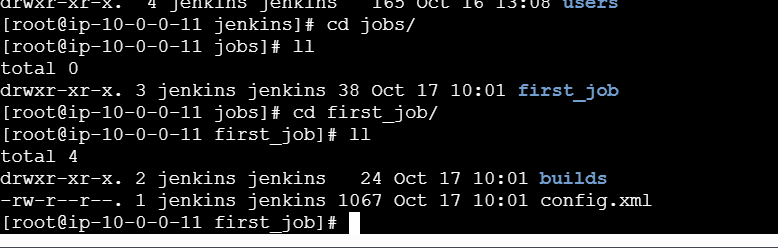 drwxr-xr-x.  4 jenkins jenkins   165 Oct 16 13:08 users
[root@ip-10-0-0-11 jenkins]# cd jobs/
[root@ip-10-0-0-11 jobs]# ll
total 0
drwxr-xr-x. 3 jenkins jenkins 38 Oct 17 10:01 first_job
[root@ip-10-0-0-11 jobs]# cd first_job/
[root@ip-10-0-0-11 first_job]# ll
total 4
drwxr-xr-x. 2 jenkins jenkins   24 Oct 17 10:01 builds
-rw-r--r--. 1 jenkins jenkins 1067 Oct 17 10:01 config.xml
[root@ip-10-0-0-11 first_job]#